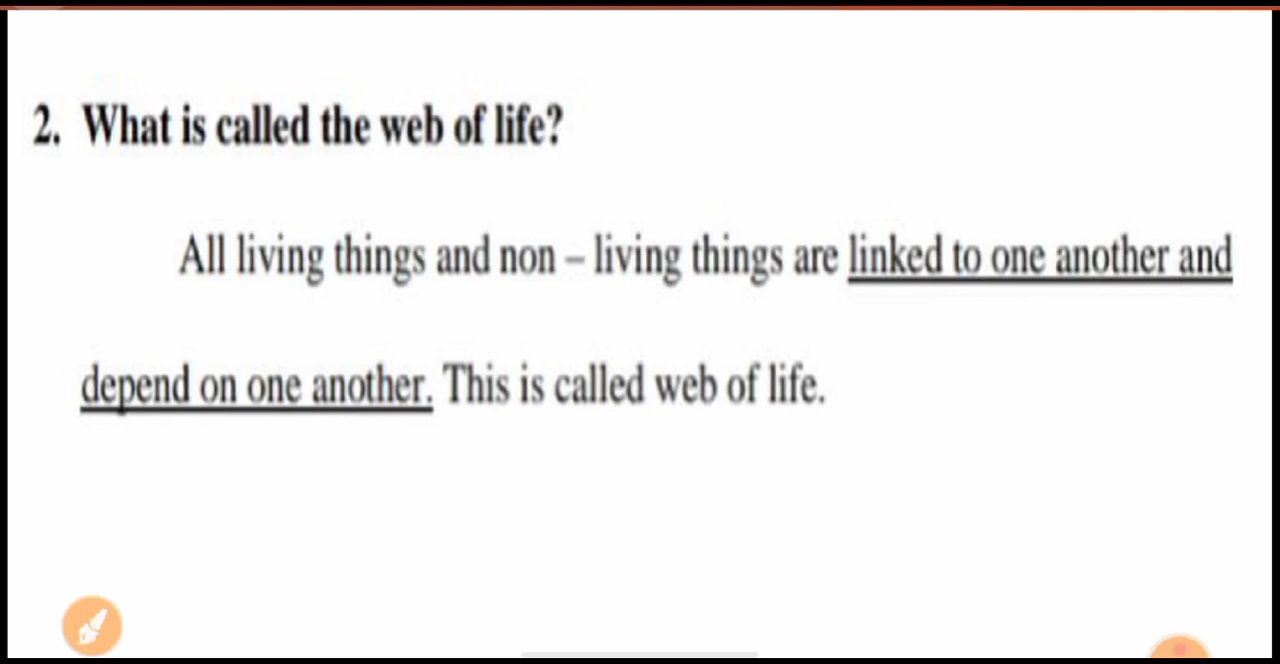 2. What is called the web of life?
All living things and non – living things are linked to one another and
depend on one another. This is called web of life.